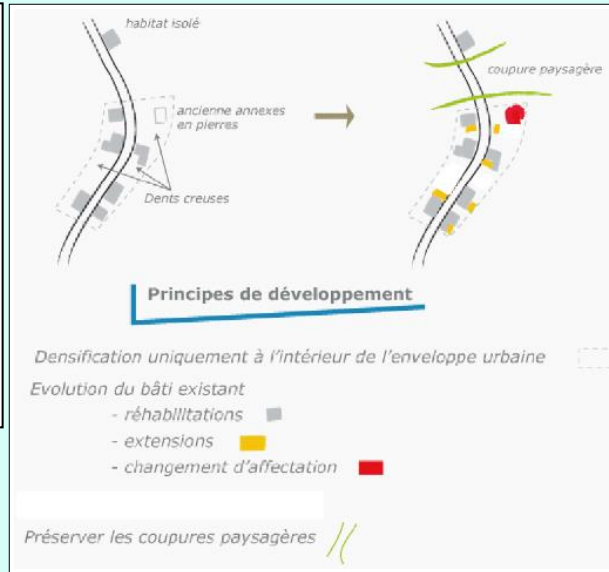 habitat isolé
coupure paysagère
ancienne annexes
en pierres
Dents creuses
Principes de développement
Densification uniquement à l'intérieur de l'enveloppe urbaine
Evolution du bâti existant
- réhabilitations
- extensions
- changement d'affectation
Préserver les coupures paysagères